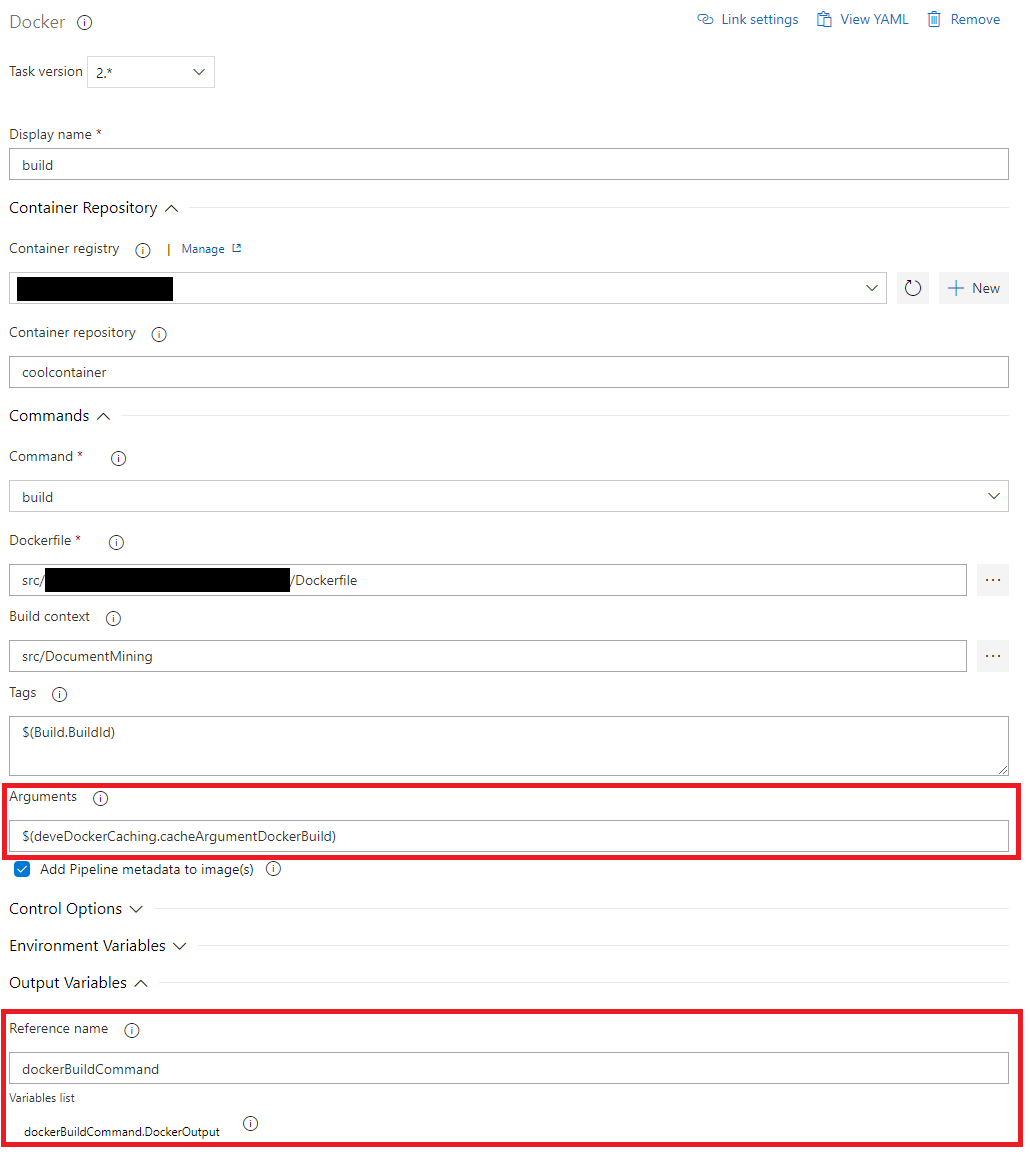 Docker
Link settings View YAML Remove
Task version 2.*
Display name *
build
Container Repository
Container registry | Manage
New
Container repository
coolcontainer
Commands
Command *
build
Dockerfile *
src/ /Dockerfile
...
Build context
src/DocumentMining
...
Tags
$(Build.BuildId)
Arguments
$(deveDockerCaching.cacheArgumentDockerBuild)
Add Pipeline metadata to image(s)
Control Options
Environment Variables
Output Variables
Reference name
dockerBuildCommand
Variables list
dockerBuildCommand.DockerOutput